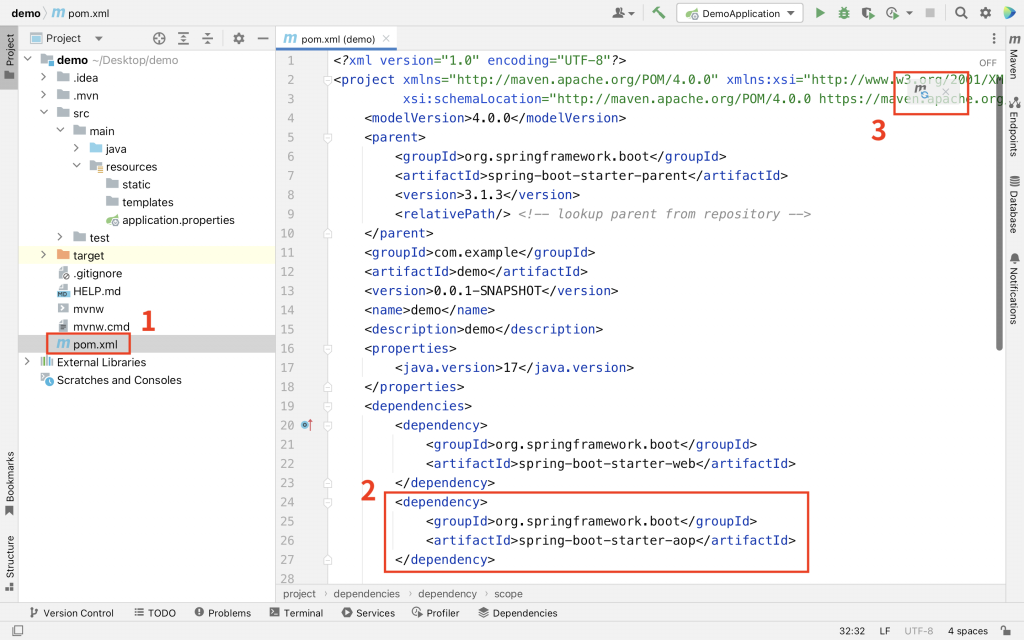 demo › m pom.xml
DemoApplication
Project
Project
m pom.xml (demo)
demo ~/Desktop/demo
.idea
.mvn
src
main
java
resources
static
templates
application.properties
test
target
.gitignore
HELP.md
mvnw
mvnw.cmd
1
m pom.xml
External Libraries
Scratches and Consoles
OFF
1 <?xml version="1.0" encoding="UTF-8"?>
2 <project xmlns="http://maven.apache.org/POM/4.0.0" xmlns:xsi="http://www.w3.org/2001/XM
3 xsi:schemaLocation="http://maven.apache.org/POM/4.0.0 https://maven.apache.org
m
3
4 <modelVersion>4.0.0</modelVersion>
5 <parent>
6 <groupId>org.springframework.boot</groupId>
7 <artifactId>spring-boot-starter-parent</artifactId>
8 <version>3.1.3</version>
9 <relativePath/> <!-- lookup parent from repository -->
10 </parent>
11 <groupId>com.example</groupId>
12 <artifactId>demo</artifactId>
13 <version>0.0.1-SNAPSHOT</version>
14 <name>demo</name>
15 <description>demo</description>
16 <properties>
17 <java.version>17</java.version>
18 </properties>
19 <dependencies>
20 <dependency>
21 <groupId>org.springframework.boot</groupId>
22 <artifactId>spring-boot-starter-web</artifactId>
23 </dependency>
2
24 <dependency>
25 <groupId>org.springframework.boot</groupId>
26 <artifactId>spring-boot-starter-aop</artifactId>
27 </dependency>
28
m Maven
Endpoints
Database
Notifications
Bookmarks
Structure
project › dependencies › dependency › scope
Version Control TODO Problems Terminal Services Profiler Dependencies
32:32 LF UTF-8 4 spaces